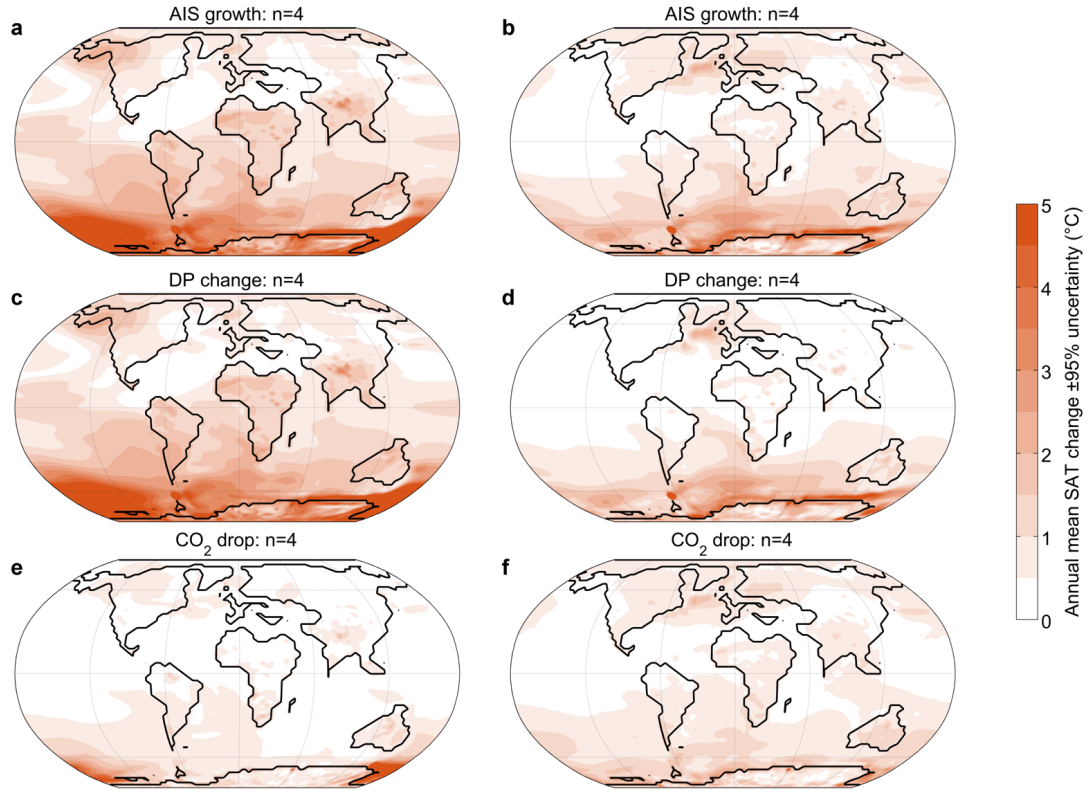 a AIS growth: n=4
b AIS growth: n=4
c DP change: n=4
d DP change: n=4
e CO2 drop: n=4
f CO2 drop: n=4
5
4
3
2
1
0
Annual mean SAT change ±95% uncertainty (°C)